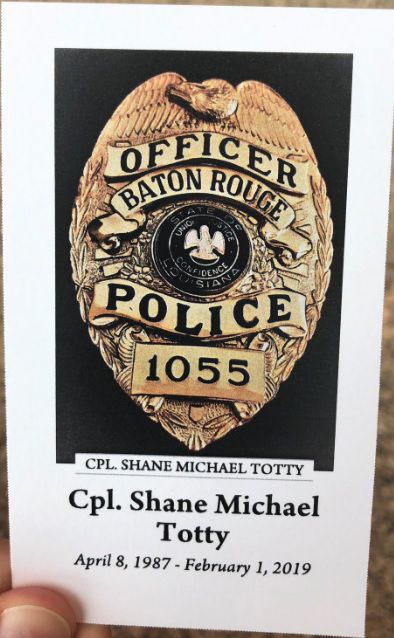 OFFICER
BATON ROUGE
STATE OF
UNION JUSTICE
CONFIDENCE
LOUISIANA
POLICE
1055
CPL. SHANE MICHAEL TOTTY
Cpl. Shane Michael
Totty
April 8, 1987 - February 1, 2019